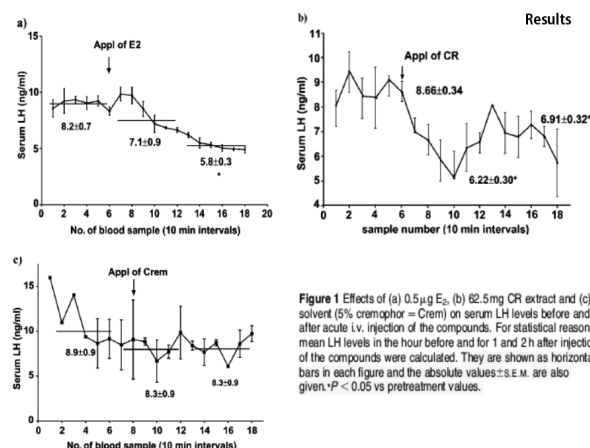 Results
a)
Appl of E2
15
10
5
0
Serum LH (ng/ml)
8.2±0.7
7.1±0.9
5.8±0.3
*
0 2 4 6 8 10 12 14 16 18 20
No. of blood sample (10 min intervals)
b)
Appl of CR
11
10
9
8
7
6
5
4
3
Serum LH (ng/ml)
8.66±0.34
6.91±0.32*
6.22±0.30*
0 2 4 6 8 10 12 14 16 18
sample number (10 min intervals)
c)
Appl of Crem
15
10
5
0
Serum LH (ng/ml)
8.9±0.9
8.3±0.9
8.3±0.9
0 2 4 6 8 10 12 14 16 18
No. of blood sample (10 min intervals)
Figure 1 Effects of (a) 0.5μg E₂, (b) 62.5mg CR extract and (c)
solvent (5% cremophor = Crem) on serum LH levels before and
after acute i.v. injection of the compounds. For statistical reason
mean LH levels in the hour before and for 1 and 2 h after injectio
of the compounds were calculated. They are shown as horizonta
bars in each figure and the absolute values±S.E.M. are also
given.*P < 0.05 vs pretreatment values.